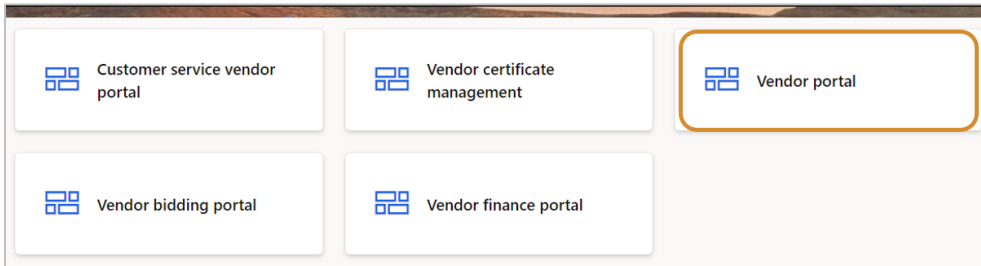 Customer service vendor
portal
Vendor certificate
management
Vendor portal
Vendor bidding portal
Vendor finance portal